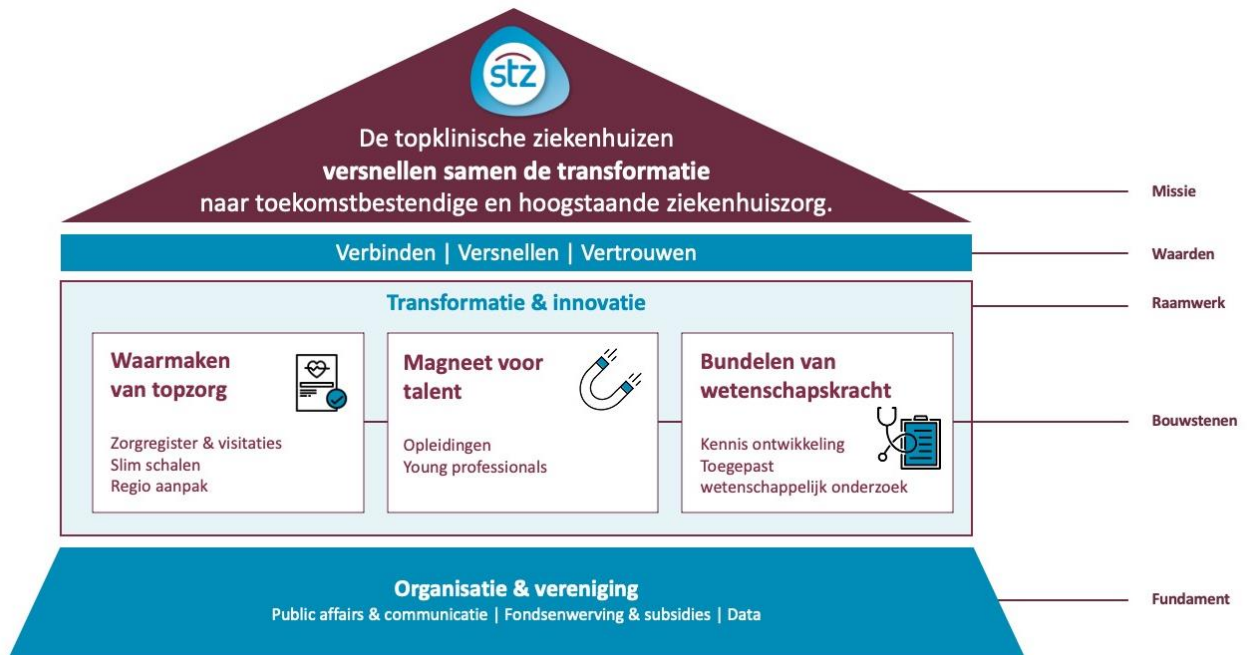 stz
De topklinische ziekenhuizen
versnellen samen de transformatie
naar toekomstbestendige en hoogstaande ziekenhuiszorg.
Missie
Verbinden | Versnellen | Vertrouwen
Waarden
Transformatie & innovatie
Raamwerk
Waarmaken
van topzorg
Zorgregister & visitaties
Slim schalen
Regio aanpak
Magneet voor
talent
Opleidingen
Young professionals
Bundelen van
wetenschapskracht
Kennis ontwikkeling
Toegepast
wetenschappelijk onderzoek
Bouwstenen
Organisatie & vereniging
Public affairs & communicatie | Fondsenwerving & subsidies | Data
Fundament